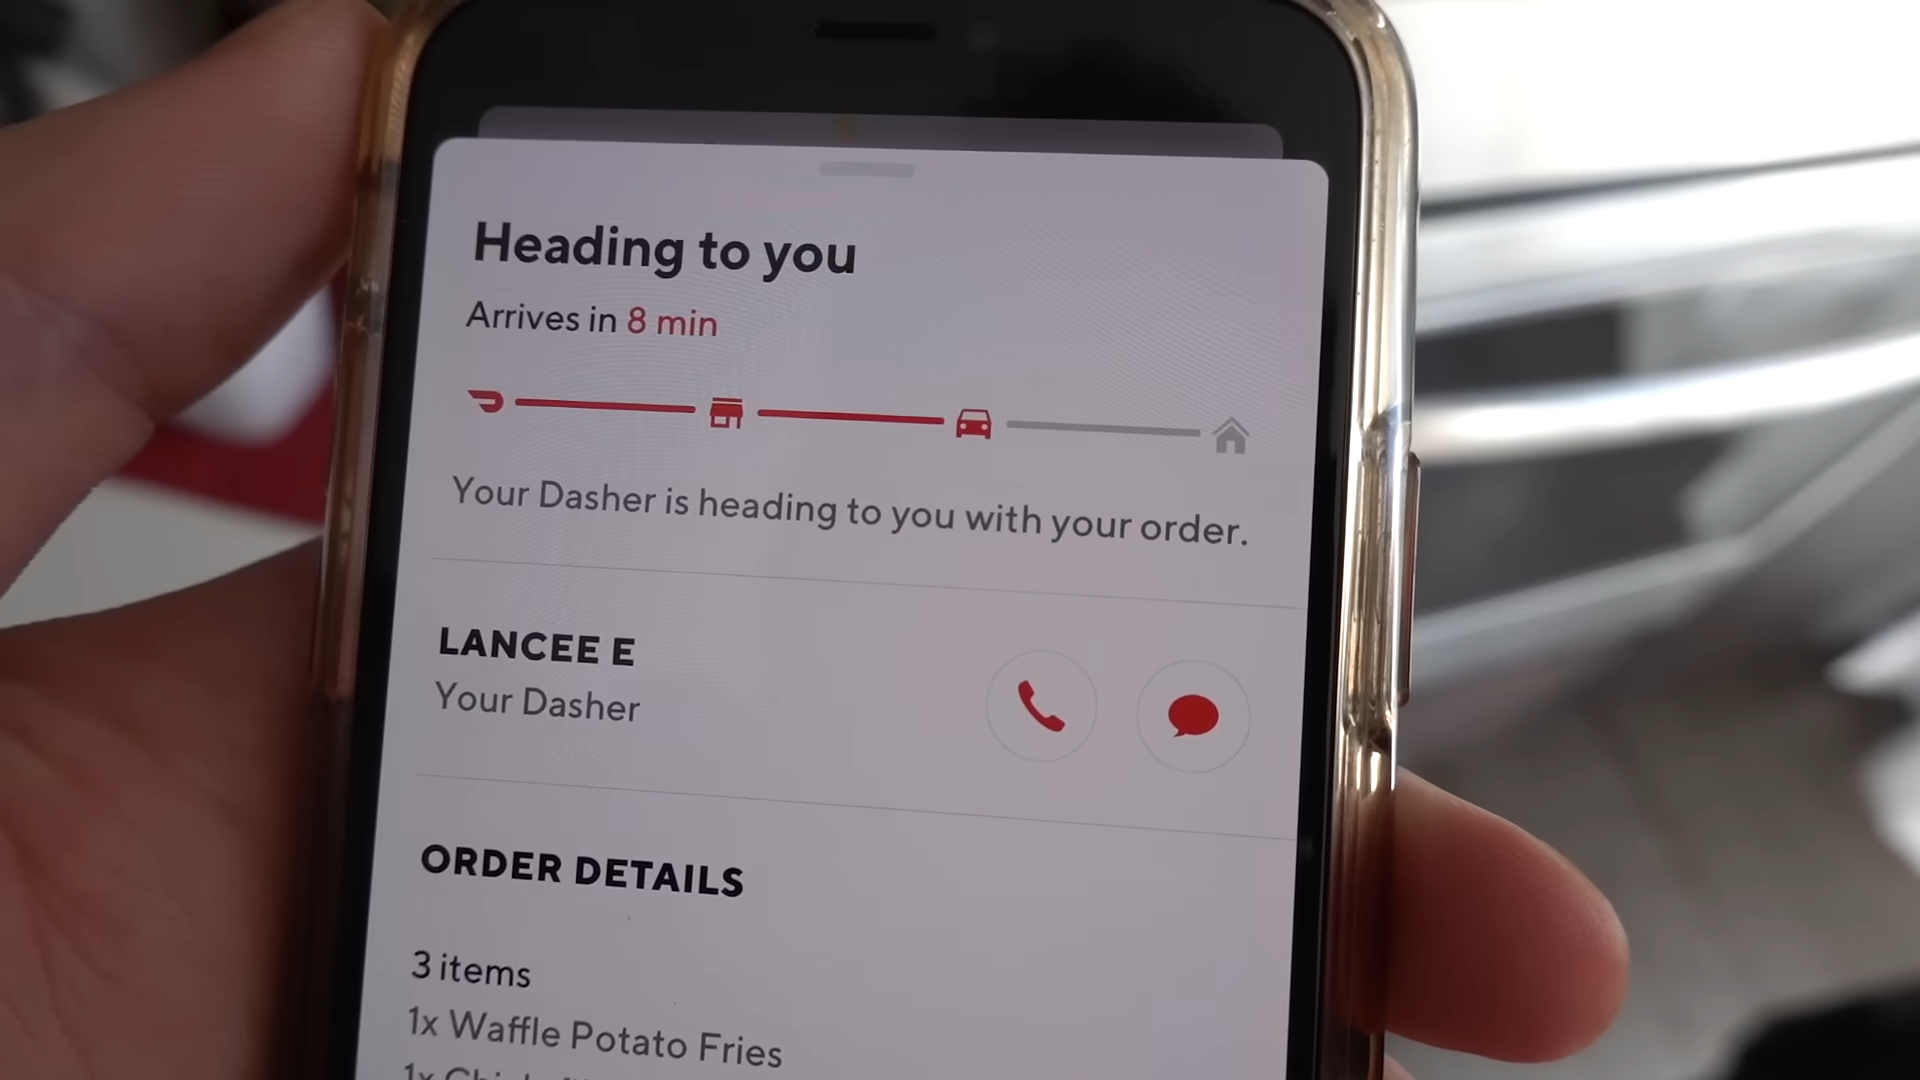 Heading to you
Arrives in 8 min
Your Dasher is heading to you with your order.
LANCEE E
Your Dasher
ORDER DETAILS
3 items
1x Waffle Potato Fries
1x